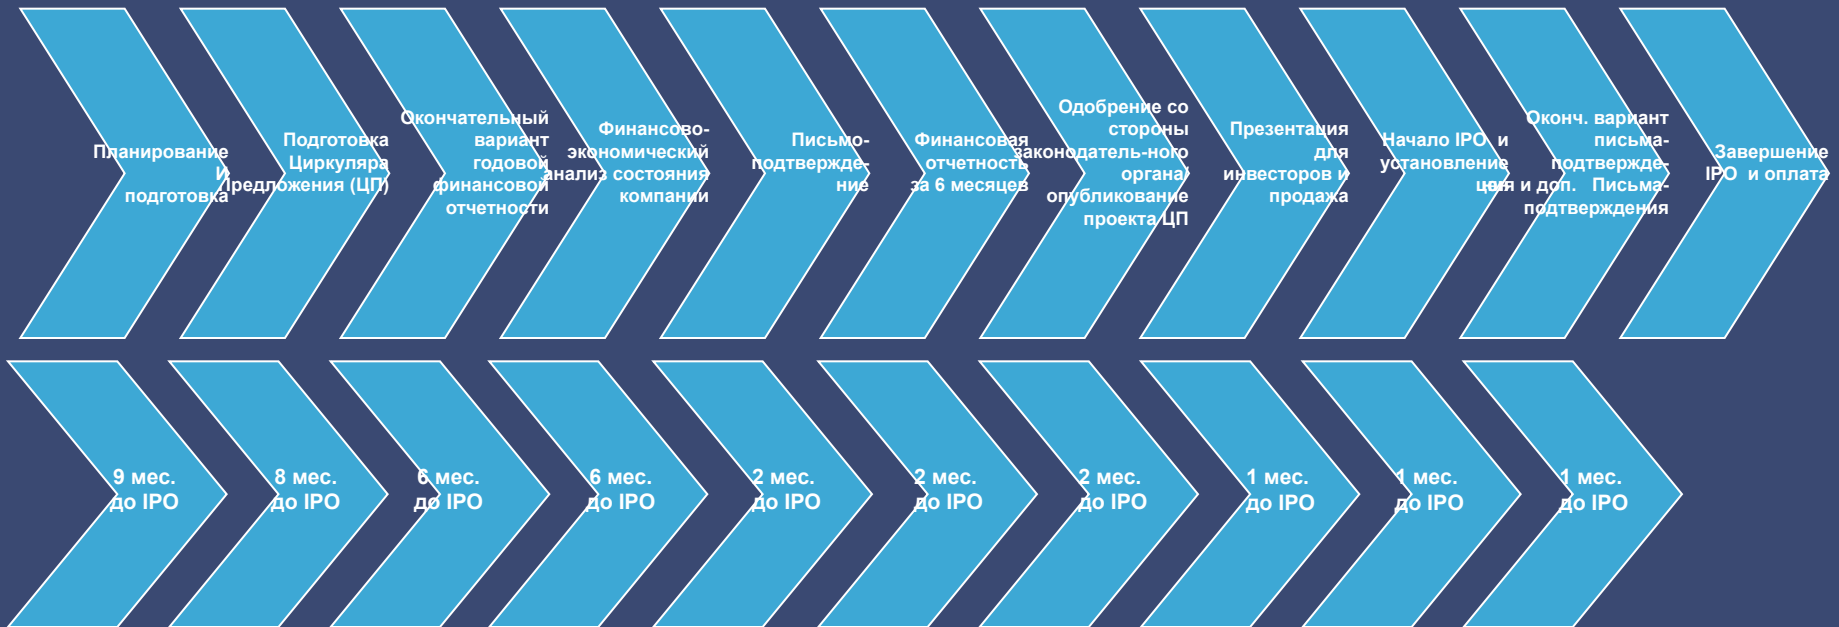 Планирование
И
подготовка
Подготовка
Циркуляра
Предложения (ЦП)
Окончательный
вариант
годовой
финансовой
отчетности
Финансово-
экономический
анализ состояния
компании
Письмо-
подтвержде-
ние
Финансовая
отчетность
за 6 месяцев
Одобрение со
стороны
законодатель-ного
органа/
опубликование
проекта ЦП
Презентация
для
инвесторов и
продажа
Начало IPO и
установление
цен
Оконч. вариант
письма-
подтвержде-
ния и доп. Письма-
подтверждения
Завершение
IPO и оплата
9 мес.
до IPO
8 мес.
до IPO
6 мес.
до IPO
6 мес.
до IPO
2 мес.
до IPO
2 мес.
до IPO
2 мес.
до IPO
1 мес.
до IPO
1 мес.
до IPO
1 мес.
до IPO